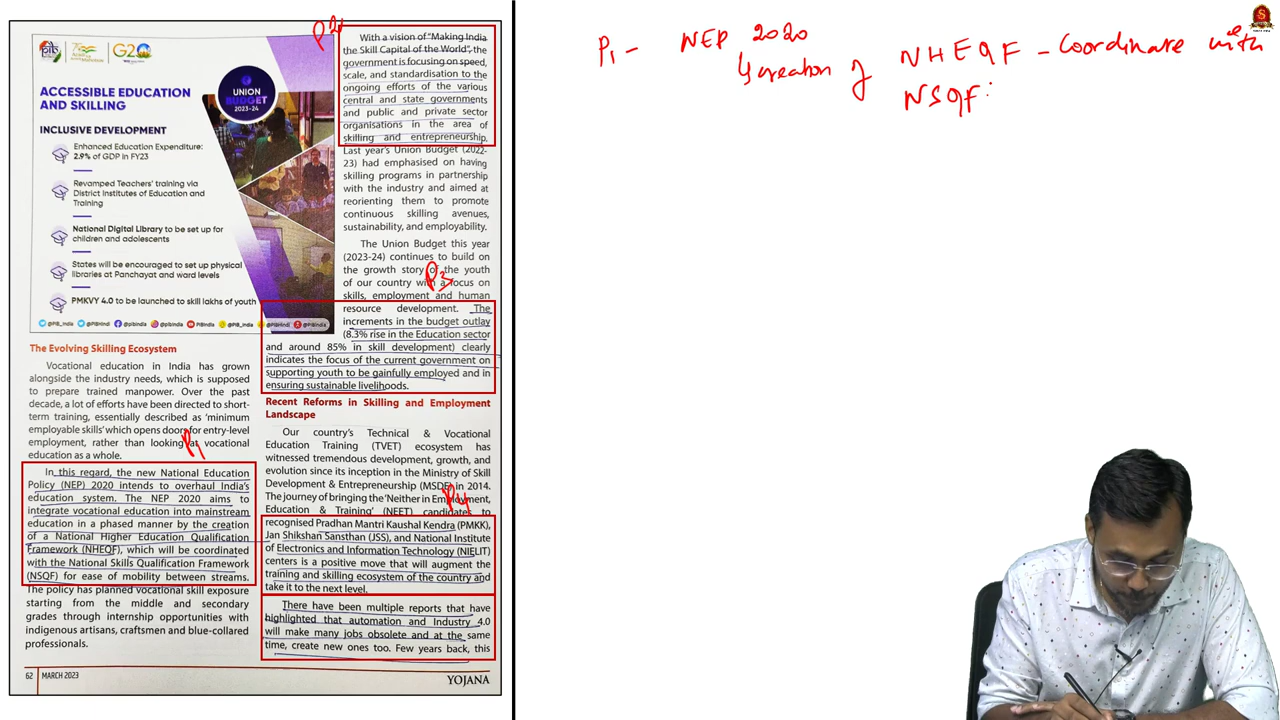 P2
pib
G20
ACCESSIBLE EDUCATION
AND SKILLING
UNION
BUDGET
2023-24
INCLUSIVE DEVELOPMENT
Enhanced Education Expenditure:
2.9% of GDP in FY23
Revamped Teachers' training via
District Institutes of Education and
Training
National Digital Library to be set up for
children and adolescents
States will be encouraged to set up physical
libraries at Panchayat and ward levels
PMKVY 4.0 to be launched to skill lakhs of youth
@PIB_India @PIBHindi @pibindia @pibindia PIBIndia @PIB_India @PIBHindi @PIBIndia
The Evolving Skilling Ecosystem
Vocational education in India has grown
alongside the industry needs, which is supposed
to prepare trained manpower. Over the past
decade, a lot of efforts have been directed to short-
term training, essentially described as 'minimum
employable skills' which opens doors for entry-level
employment, rather than looking at vocational
education as a whole.
P1
In this regard, the new National Education
Policy (NEP) 2020 intends to overhaul India's
education system. The NEP 2020 aims to
integrate vocational education into mainstream
education in a phased manner by the creation
of a National Higher Education Qualification
Framework (NHEQF), which will be coordinated
with the National Skills Qualification Framework
(NSQF) for ease of mobility between streams.
The policy has planned vocational skill exposure
starting from the middle and secondary
grades through internship opportunities with
indigenous artisans, craftsmen and blue-collared
professionals.
With a vision of "Making India
the Skill Capital of the World", the
government is focusing on speed,
scale, and standardisation to the
ongoing efforts of the various
central and state governments
and public and private sector
organisations in the area of
skilling and entrepreneurship.
Last year's Union Budget (2022-
23) had emphasised on having
skilling programs in partnership
with the industry and aimed at
reorienting them to promote
continuous skilling avenues,
sustainability, and employability.
The Union Budget this year
(2023-24) continues to build on
the growth story of the youth
of our country with a focus on
P3
skills, employment and human
resource development. The
increments in the budget outlay
(8.3% rise in the Education sector
and around 85% in skill development) clearly
indicates the focus of the current government on
supporting youth to be gainfully employed and in
ensuring sustainable livelihoods.
Recent Reforms in Skilling and Employment
Landscape
Our country's Technical & Vocational
Education Training (TVET) ecosystem has
witnessed tremendous development, growth, and
evolution since its inception in the Ministry of Skill
Development & Entrepreneurship (MSDE) in 2014.
The journey of bringing the 'Neither in Employment,
P4
Education & Training' (NEET) candidates to
recognised Pradhan Mantri Kaushal Kendra (PMKK),
Jan Shikshan Sansthan (JSS), and National Institute
of Electronics and Information Technology (NIELIT)
centers is a positive move that will augment the
training and skilling ecosystem of the country and
take it to the next level.
There have been multiple reports that have
highlighted that automation and Industry 4.0
will make many jobs obsolete and at the same
time, create new ones too. Few years back, this
62 MARCH 2023
YOJANA
P1 - NEP 2020
creation of NHEQF - Coordinate with
NSQF.